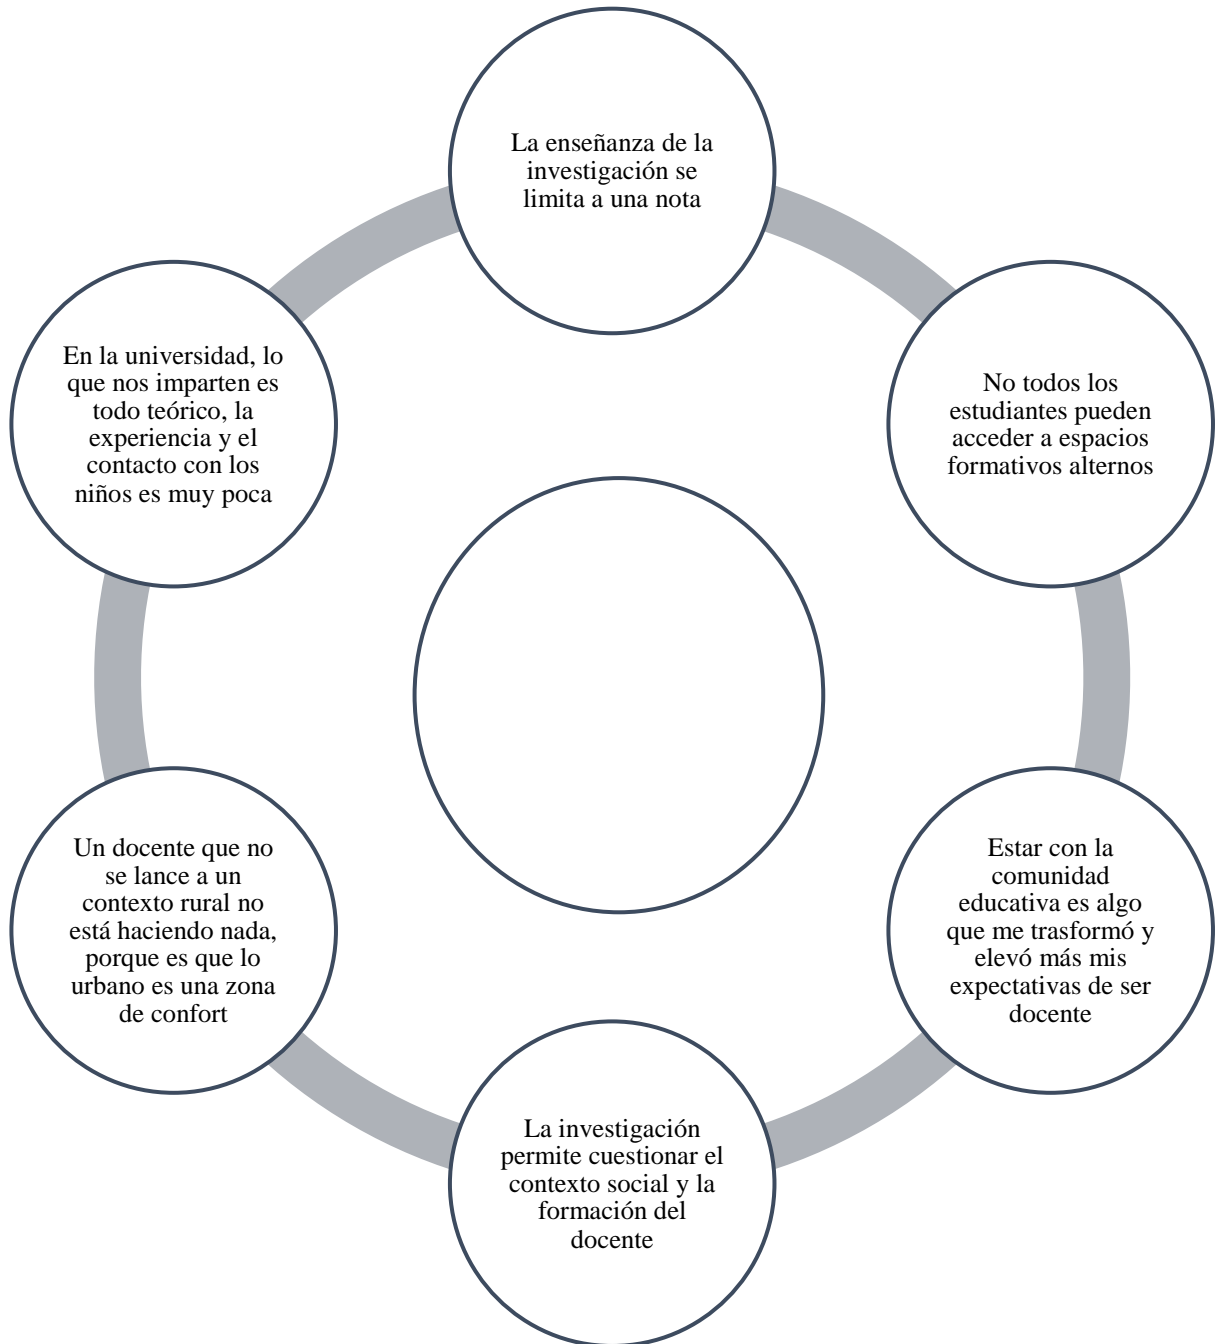 La enseñanza de la
investigación se
limita a una nota
No todos los
estudiantes pueden
acceder a espacios
formativos alternos
Estar con la
comunidad
educativa es algo
que me trasformó y
elevó más mis
expectativas de ser
docente
La investigación
permite cuestionar el
contexto social y la
formación del
docente
Un docente que no
se lance a un
contexto rural no
está haciendo nada,
porque es que lo
urbano es una zona
de confort
En la universidad, lo
que nos imparten es
todo teórico, la
experiencia y el
contacto con los
niños es muy poca